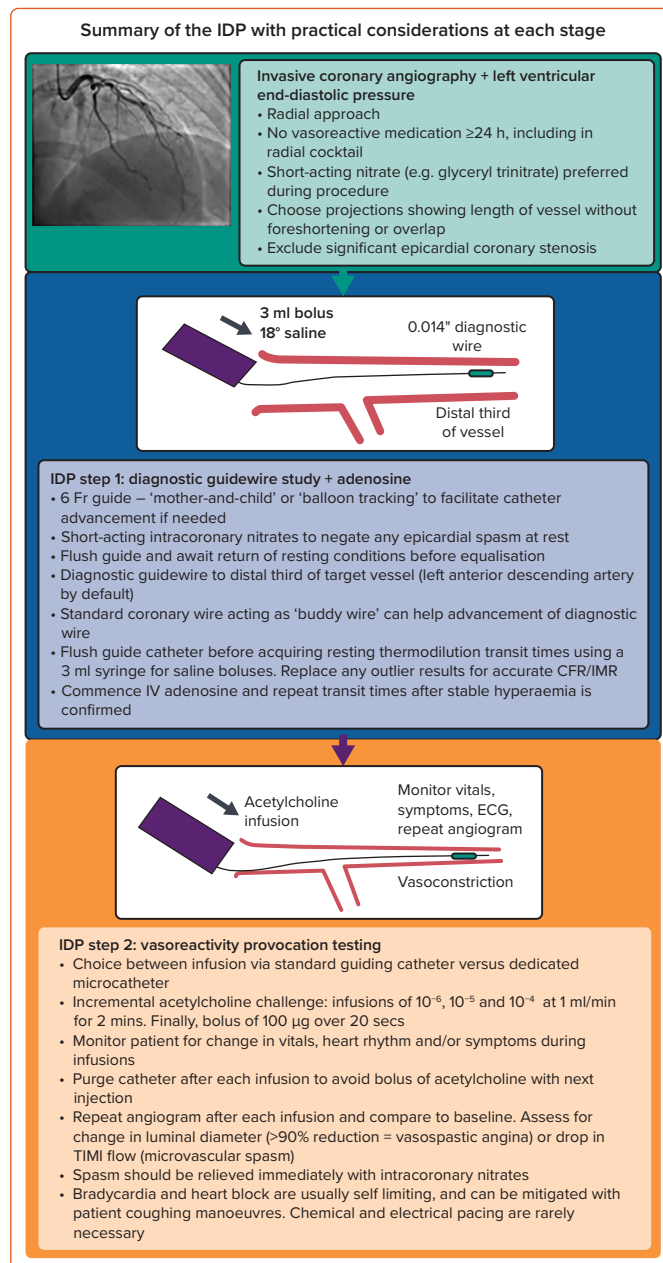 Summary of the IDP with practical considerations at each stage
Invasive coronary angiography + left ventricular
end-diastolic pressure
• Radial approach
• No vasoreactive medication ≥24 h, including in
radial cocktail
• Short-acting nitrate (e.g. glyceryl trinitrate) preferred
during procedure
• Choose projections showing length of vessel without
foreshortening or overlap
• Exclude significant epicardial coronary stenosis
3 ml bolus
18° saline
0.014" diagnostic
wire
Distal third
of vessel
IDP step 1: diagnostic guidewire study + adenosine
• 6 Fr guide – ‘mother-and-child’ or ‘balloon tracking’ to facilitate catheter
advancement if needed
• Short-acting intracoronary nitrates to negate any epicardial spasm at rest
• Flush guide and await return of resting conditions before equalisation
• Diagnostic guidewire to distal third of target vessel (left anterior descending artery
by default)
• Standard coronary wire acting as ‘buddy wire’ can help advancement of diagnostic
wire
• Flush guide catheter before acquiring resting thermodilution transit times using a
3 ml syringe for saline boluses. Replace any outlier results for accurate CFR/IMR
• Commence IV adenosine and repeat transit times after stable hyperaemia is
confirmed
Acetylcholine
infusion
Monitor vitals,
symptoms, ECG,
repeat angiogram
Vasoconstriction
IDP step 2: vasoreactivity provocation testing
• Choice between infusion via standard guiding catheter versus dedicated
microcatheter
• Incremental acetylcholine challenge: infusions of 10⁻⁶, 10⁻⁵ and 10⁻⁴ at 1 ml/min
for 2 mins. Finally, bolus of 100 µg over 20 secs
• Monitor patient for change in vitals, heart rhythm and/or symptoms during
infusions
• Purge catheter after each infusion to avoid bolus of acetylcholine with next
injection
• Repeat angiogram after each infusion and compare to baseline. Assess for
change in luminal diameter (>90% reduction = vasospastic angina) or drop in
TIMI flow (microvascular spasm)
• Spasm should be relieved immediately with intracoronary nitrates
• Bradycardia and heart block are usually self limiting, and can be mitigated with
patient coughing manoeuvres. Chemical and electrical pacing are rarely
necessary